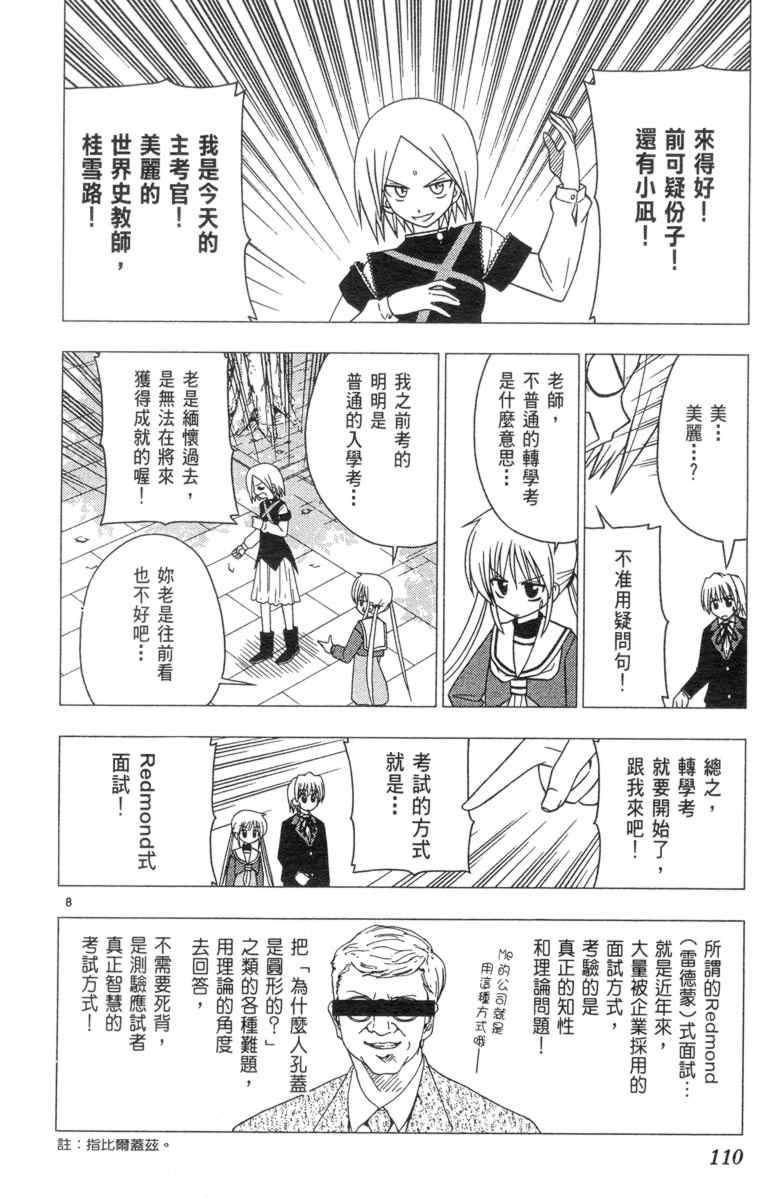 來得好！
前可疑份子！
還有小凪！
我是今天的
主考官！
美麗的
世界史教師，
桂雪路！
美…
美麗…？
不准用疑問句！
老師，
不普通的轉學考
是什麼意思…
我之前考的
明明是
普通的入學考…
老是緬懷過去，
是無法在將來
獲得成就的喔！
妳老是往前看
也不好吧…
總之，
轉學考
就要開始了，
跟我來吧！
考試的方式
就是…
Redmond式
面試！
8
所謂的Redmond
（雷德蒙）式面試…
就是近年來，
大量被企業採用的
面試方式，
考驗的是
真正的知性
和理論問題！
Me的公司就是
用這種方式哦—
把「為什麼人孔蓋
是圓形的？」
之類的各種難題，
用理論的角度
去回答，
不需要死背，
是測驗應試者
真正智慧的
考試方式！
註：指比爾蓋茲。
110